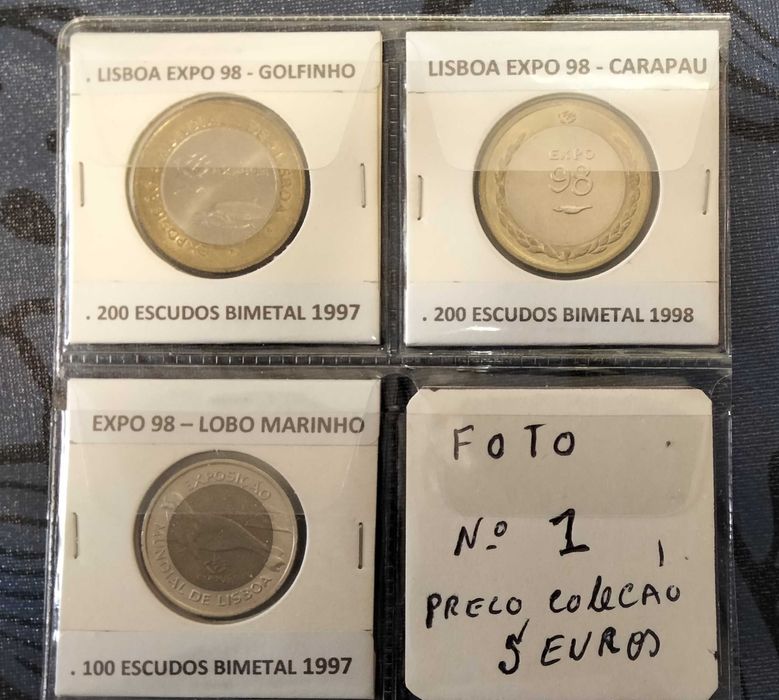 . LISBOA EXPO 98 - GOLFINHO
. 200 ESCUDOS BIMETAL 1997
LISBOA EXPO 98 - CARAPAU
EXPO
98
. 200 ESCUDOS BIMETAL 1998
EXPO 98 – LOBO MARINHO
EXPOSIÇÃO
MUNDIAL DE LISBOA
. 100 ESCUDOS BIMETAL 1997
FOTO
Nº 1
PREÇO COLECAO
5 EUROS